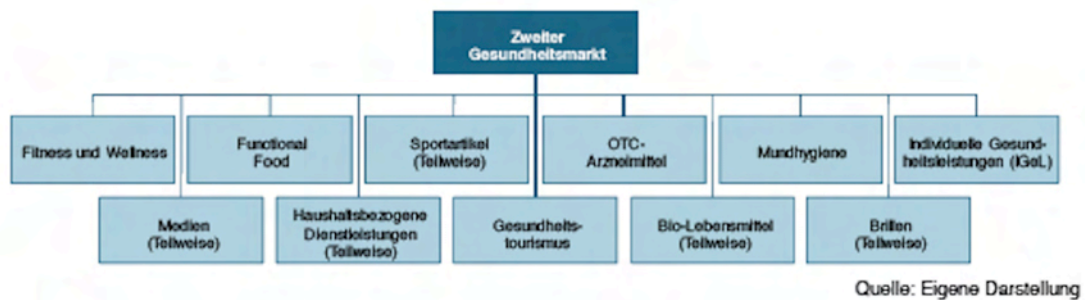 Zweiter
Gesundheitsmarkt
Fitness und Wellness
Functional
Food
Sportartikel
(Teilweise)
OTC-
Arzneimittel
Mundhygiene
Individuelle Gesund-
heitsleistungen (IGeL)
Medien
(Teilweise)
Haushaltsbezogene
Dienstleistungen
(Teilweise)
Gesundheits-
tourismus
Bio-Lebensmittel
(Teilweise)
Brillen
(Teilweise)
Quelle: Eigene Darstellung